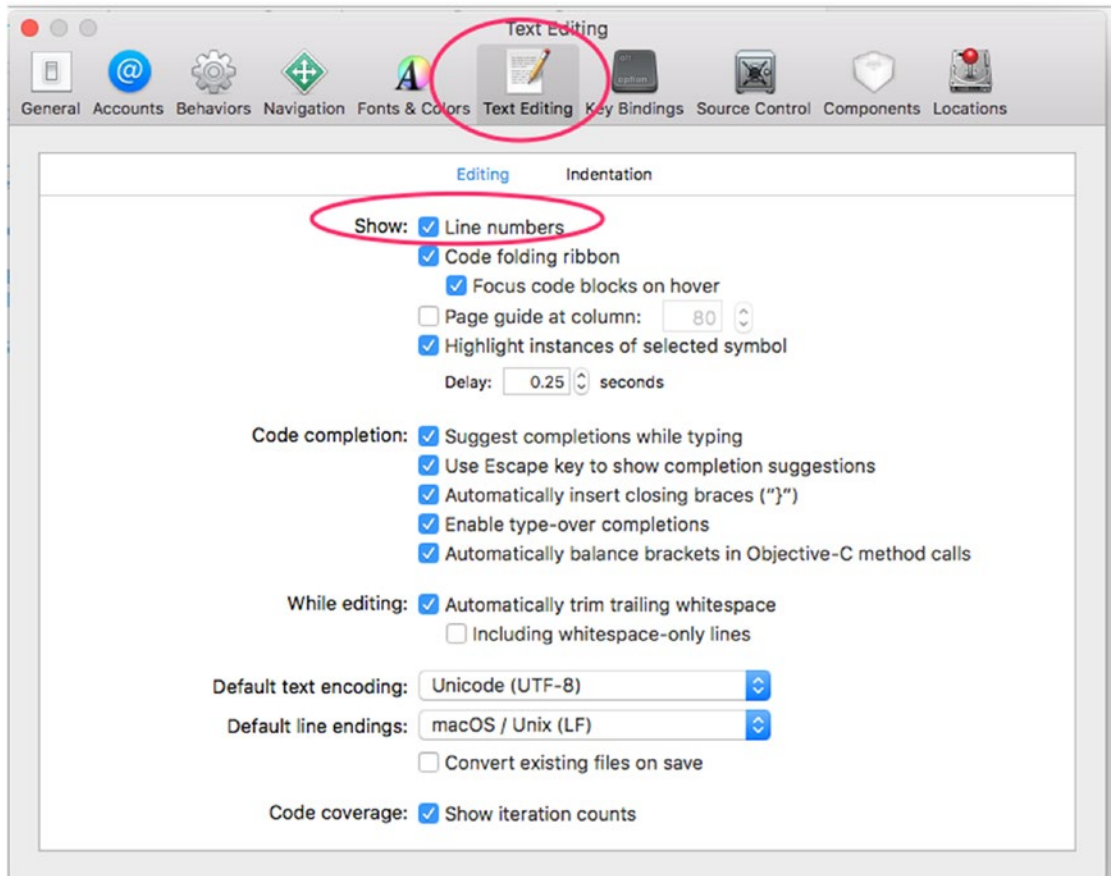 Text Editing
General Accounts Behaviors Navigation Fonts & Colors Text Editing Key Bindings Source Control Components Locations
alt
option
Editing Indentation
Show: Line numbers
Code folding ribbon
Focus code blocks on hover
Page guide at column: 80
Highlight instances of selected symbol
Delay: 0.25 seconds
Code completion: Suggest completions while typing
Use Escape key to show completion suggestions
Automatically insert closing braces ("}")
Enable type-over completions
Automatically balance brackets in Objective-C method calls
While editing: Automatically trim trailing whitespace
Including whitespace-only lines
Default text encoding: Unicode (UTF-8)
Default line endings: macOS / Unix (LF)
Convert existing files on save
Code coverage: Show iteration counts